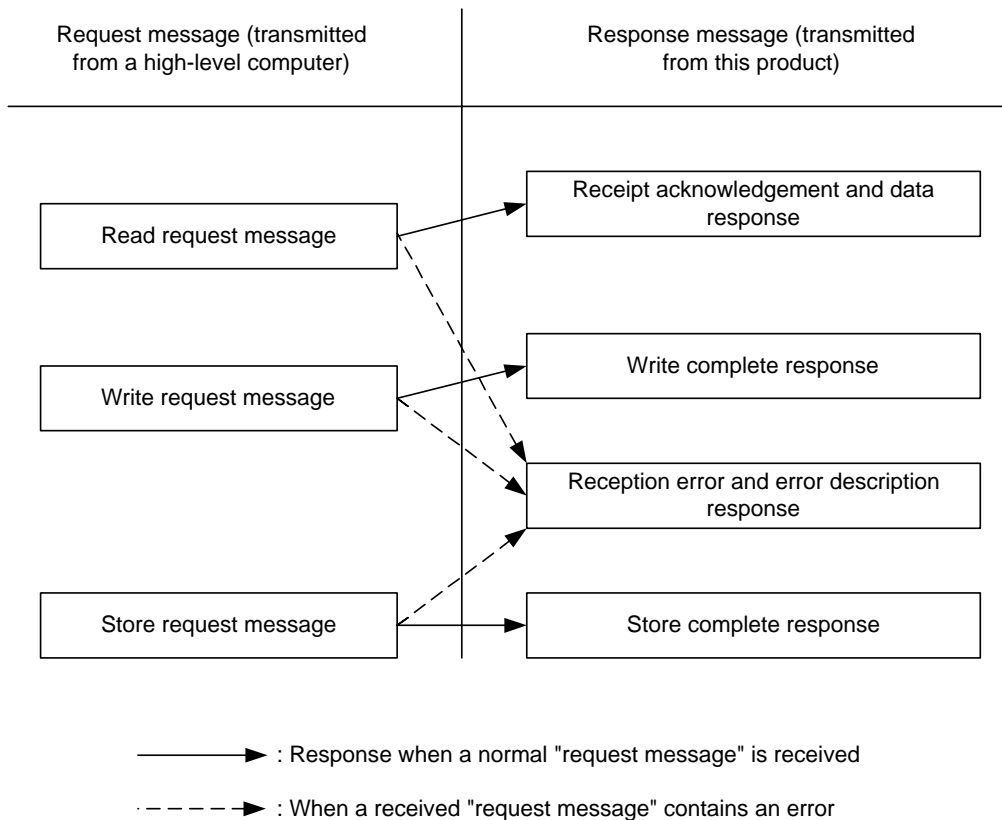 Request message (transmitted
from a high-level computer)
Response message (transmitted
from this product)
Read request message
Receipt acknowledgement and data
response
Write request message
Write complete response
Reception error and error description
response
Store request message
Store complete response
: Response when a normal "request message" is received
: When a received "request message" contains an error